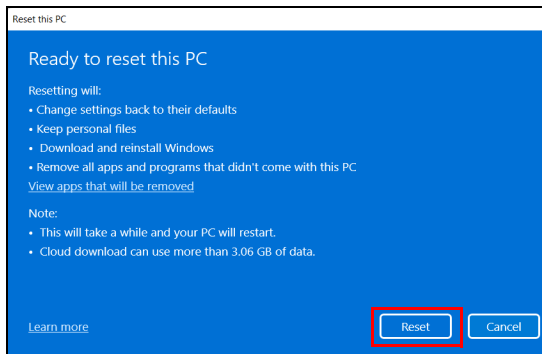 Reset this PC
Ready to reset this PC
Resetting will:
• Change settings back to their defaults
• Keep personal files
• Download and reinstall Windows
• Remove all apps and programs that didn't come with this PC
View apps that will be removed
Note:
• This will take a while and your PC will restart.
• Cloud download can use more than 3.06 GB of data.
Learn more
Reset
Cancel